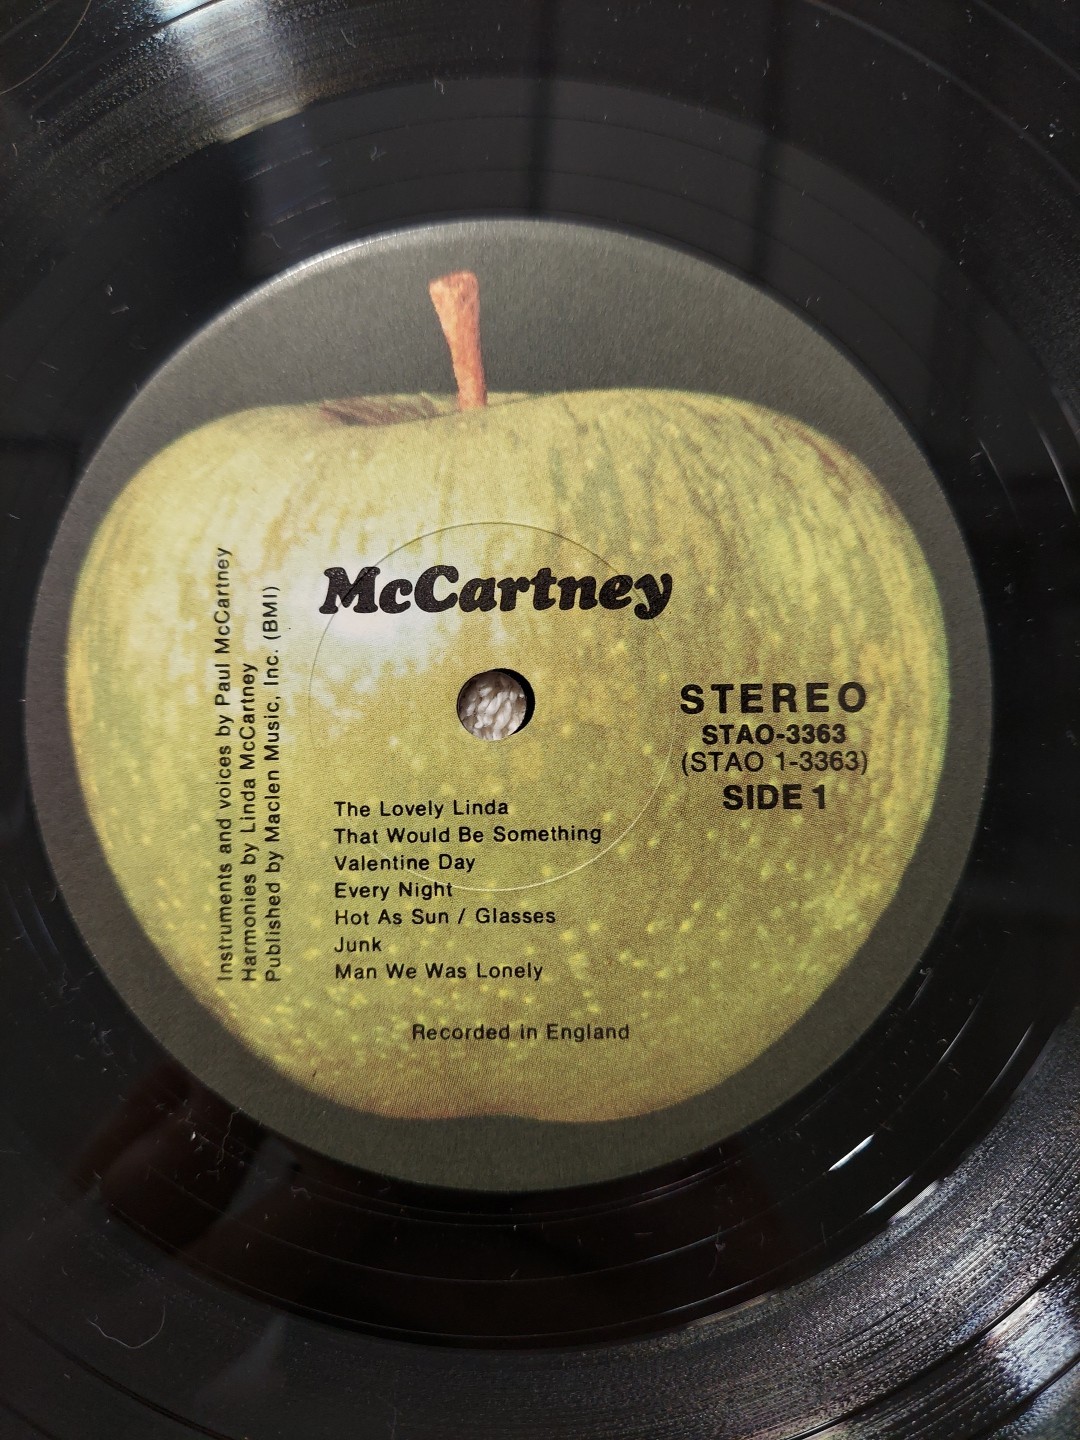 McCartney
STEREO
STAO-3363
(STAO 1-3363)
SIDE 1
Instruments and voices by Paul McCartney
Harmonies by Linda McCartney
Published by Maclen Music, Inc. (BMI)
The Lovely Linda
That Would Be Something
Valentine Day
Every Night
Hot As Sun / Glasses
Junk
Man We Was Lonely
Recorded in England